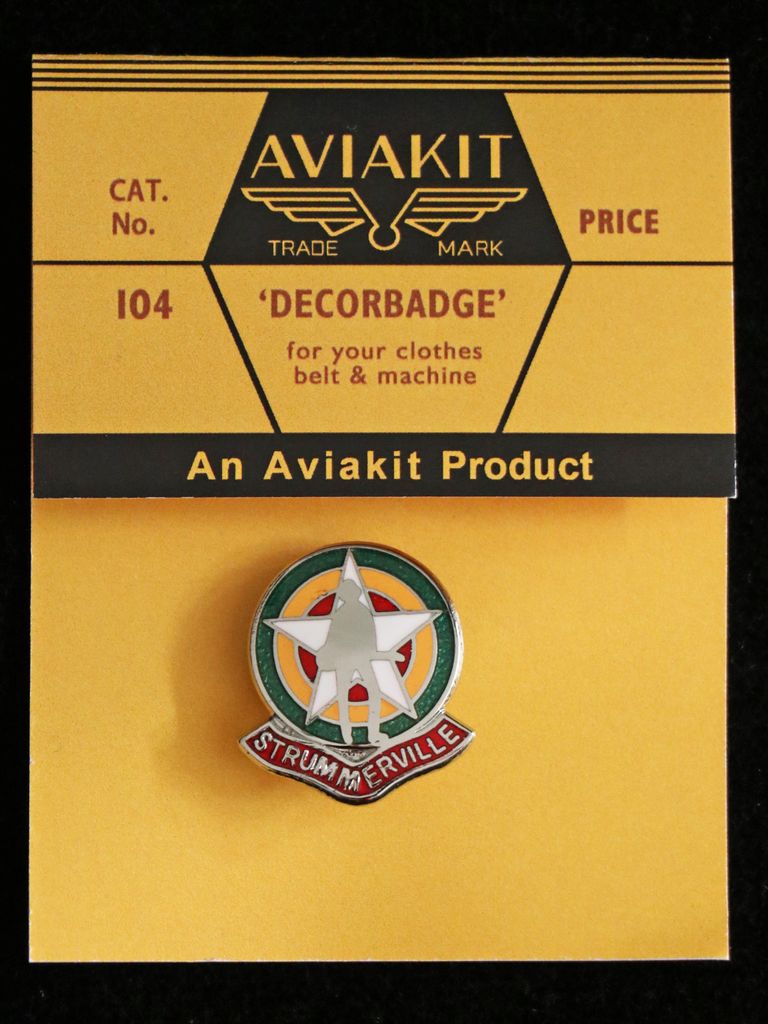 AVIAKIT
TRADE MARK
CAT.
No.
PRICE
104
'DECORBADGE'
for your clothes
belt & machine
An Aviakit Product
STRUMMERVILLE